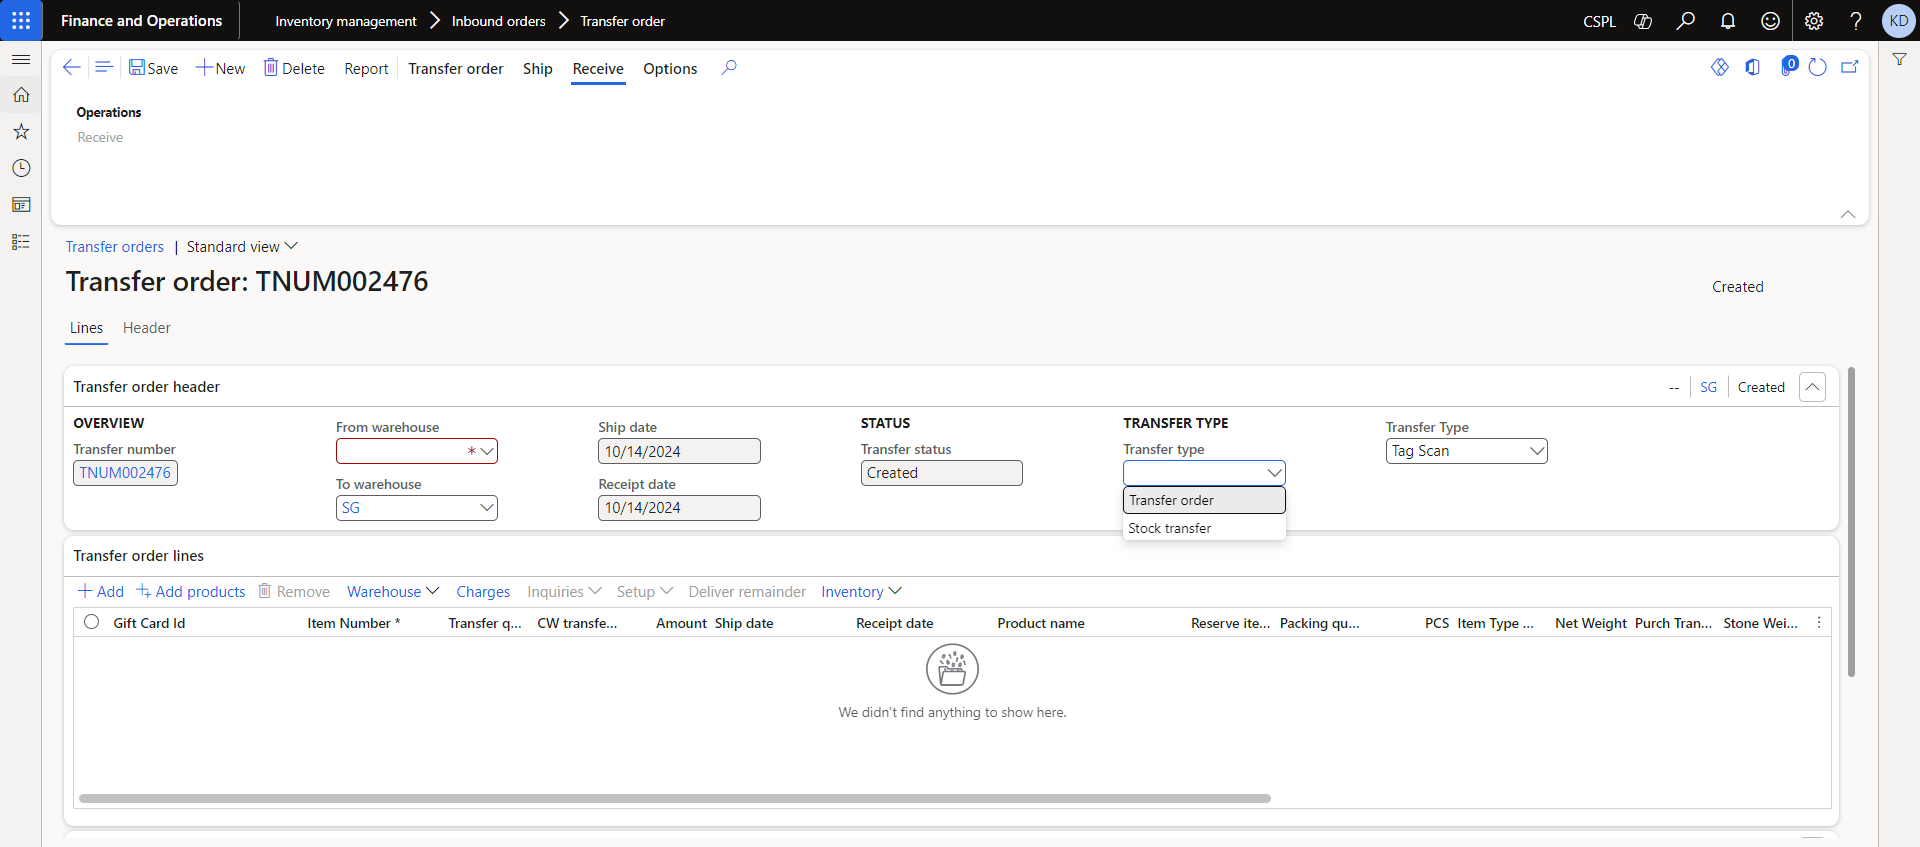 Finance and Operations
Inventory management
Inbound orders
Transfer order
CSPL
KD
Save
New
Delete
Report
Transfer order
Ship
Receive
Options
0
Operations
Receive
Transfer orders | Standard view
Transfer order: TNUM002476
Created
Lines
Header
Transfer order header
-- SG Created
OVERVIEW
Transfer number
TNUM002476
From warehouse
*
To warehouse
SG
Ship date
10/14/2024
Receipt date
10/14/2024
STATUS
Transfer status
Created
TRANSFER TYPE
Transfer type
Transfer order
Stock transfer
Transfer Type
Tag Scan
Transfer order lines
Add
Add products
Remove
Warehouse
Charges
Inquiries
Setup
Deliver remainder
Inventory
Gift Card Id
Item Number *
Transfer q...
CW transfe...
Amount
Ship date
Receipt date
Product name
Reserve ite...
Packing qu...
PCS
Item Type ...
Net Weight
Purch Tran...
Stone Wei...
We didn't find anything to show here.